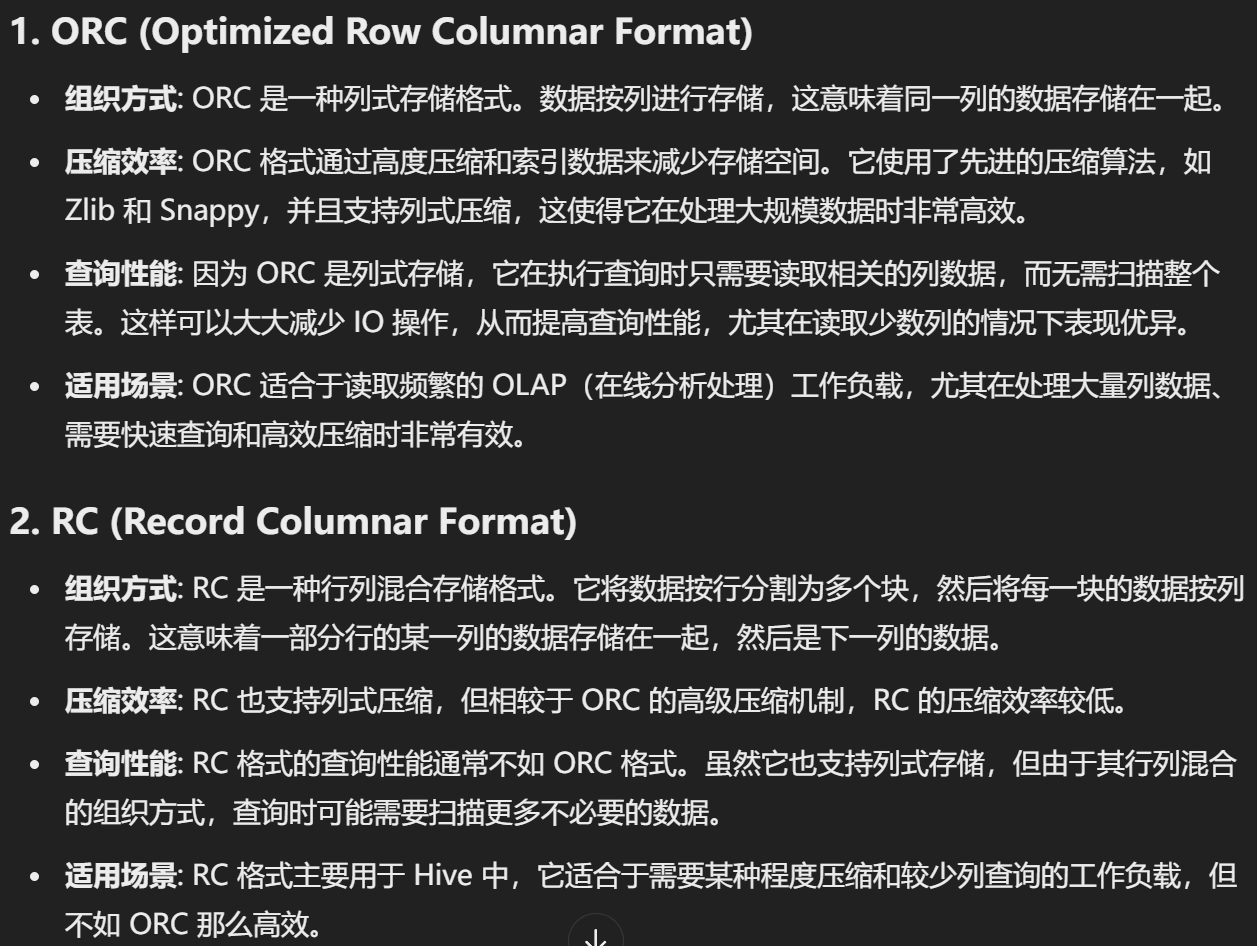 1. ORC (Optimized Row Columnar Format)
• 组织方式: ORC 是一种列式存储格式。数据按列进行存储，这意味着同一列的数据存储在一起。
• 压缩效率: ORC 格式通过高度压缩和索引数据来减少存储空间。它使用了先进的压缩算法，如
Zlib 和 Snappy，并且支持列式压缩，这使得它在处理大规模数据时非常高效。
• 查询性能: 因为 ORC 是列式存储，它在执行查询时只需要读取相关的列数据，而无需扫描整个
表。这样可以大大减少 IO 操作，从而提高查询性能，尤其在读取少数列的情况下表现优异。
• 适用场景: ORC 适合于读取频繁的 OLAP（在线分析处理）工作负载，尤其在处理大量列数据、
需要快速查询和高效压缩时非常有效。
2. RC (Record Columnar Format)
• 组织方式: RC 是一种行列混合存储格式。它将数据按行分割为多个块，然后将每一块的数据按列
存储。这意味着一部分行的某一列的数据存储在一起，然后是下一列的数据。
• 压缩效率: RC 也支持列式压缩，但相较于 ORC 的高级压缩机制，RC 的压缩效率较低。
• 查询性能: RC 格式的查询性能通常不如 ORC 格式。虽然它也支持列式存储，但由于其行列混合
的组织方式，查询时可能需要扫描更多不必要的数据。
• 适用场景: RC 格式主要用于 Hive 中，它适合于需要某种程度压缩和较少列查询的工作负载，但
不如 ORC 那么高效。